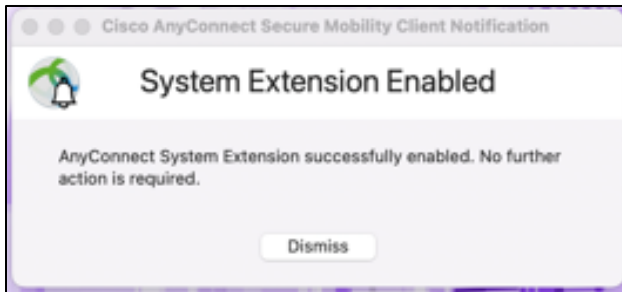 Cisco AnyConnect Secure Mobility Client Notification
System Extension Enabled
AnyConnect System Extension successfully enabled. No further
action is required.
Dismiss